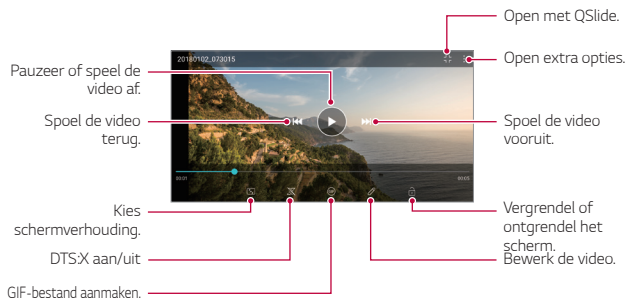 Open met QSlide.
20180102_073015
Open extra opties.
Pauzeer of speel de
video af.
Spoel de video
terug.
Spoel de video
vooruit.
00:01
00:05
Kies
schermverhouding.
Vergrendel of
ontgrendel het
scherm.
DTS:X aan/uit
Bewerk de video.
GIF-bestand aanmaken.